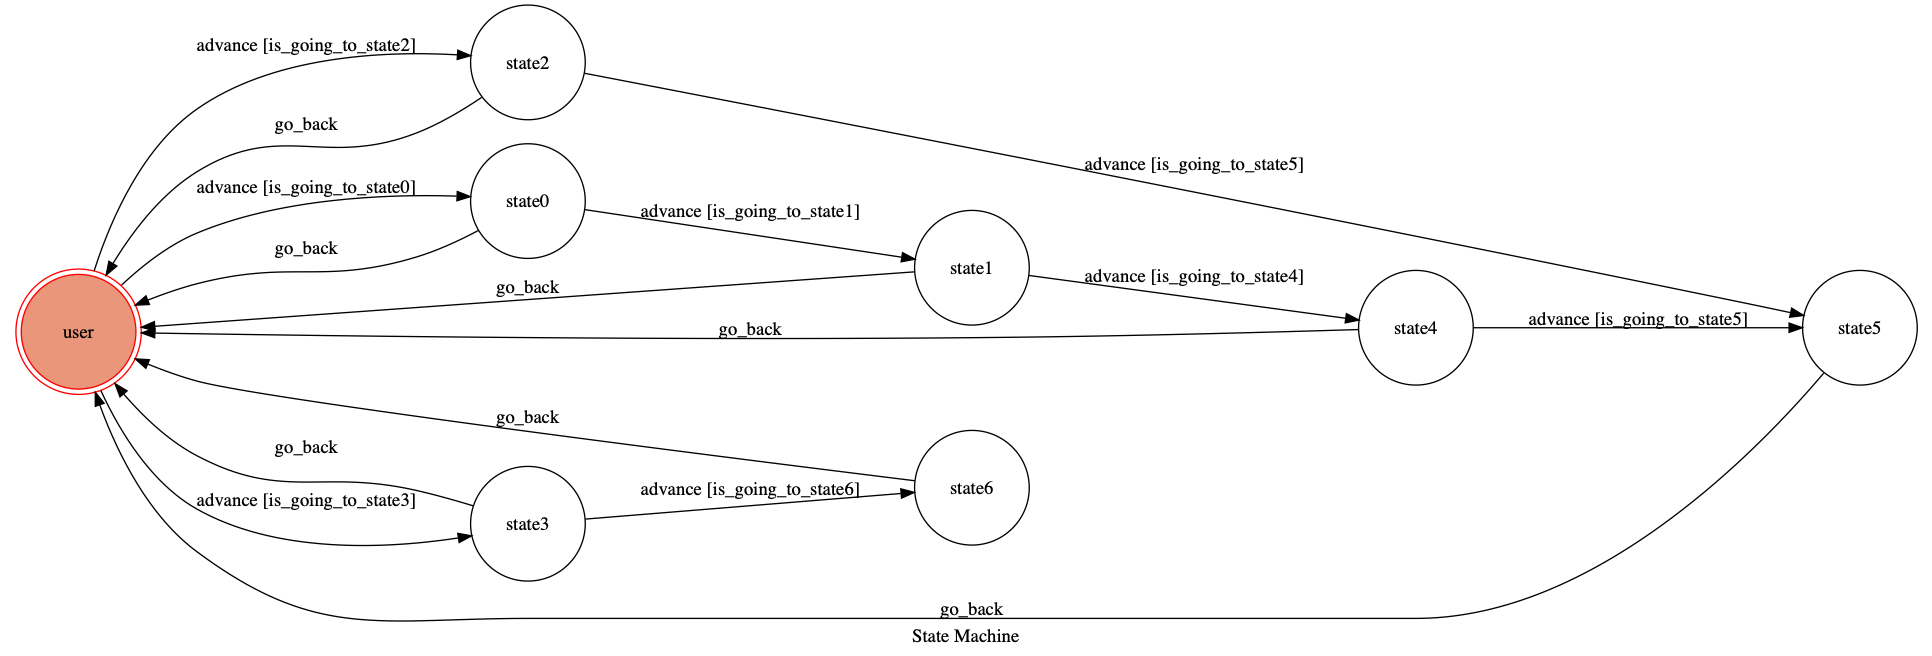 advance [is_going_to_state2]
state2
go_back
advance [is_going_to_state5]
advance [is_going_to_state0]
state0
advance [is_going_to_state1]
go_back
state1
advance [is_going_to_state4]
go_back
user
go_back
state4
advance [is_going_to_state5]
state5
go_back
go_back
advance [is_going_to_state3]
state3
advance [is_going_to_state6]
state6
go_back
State Machine